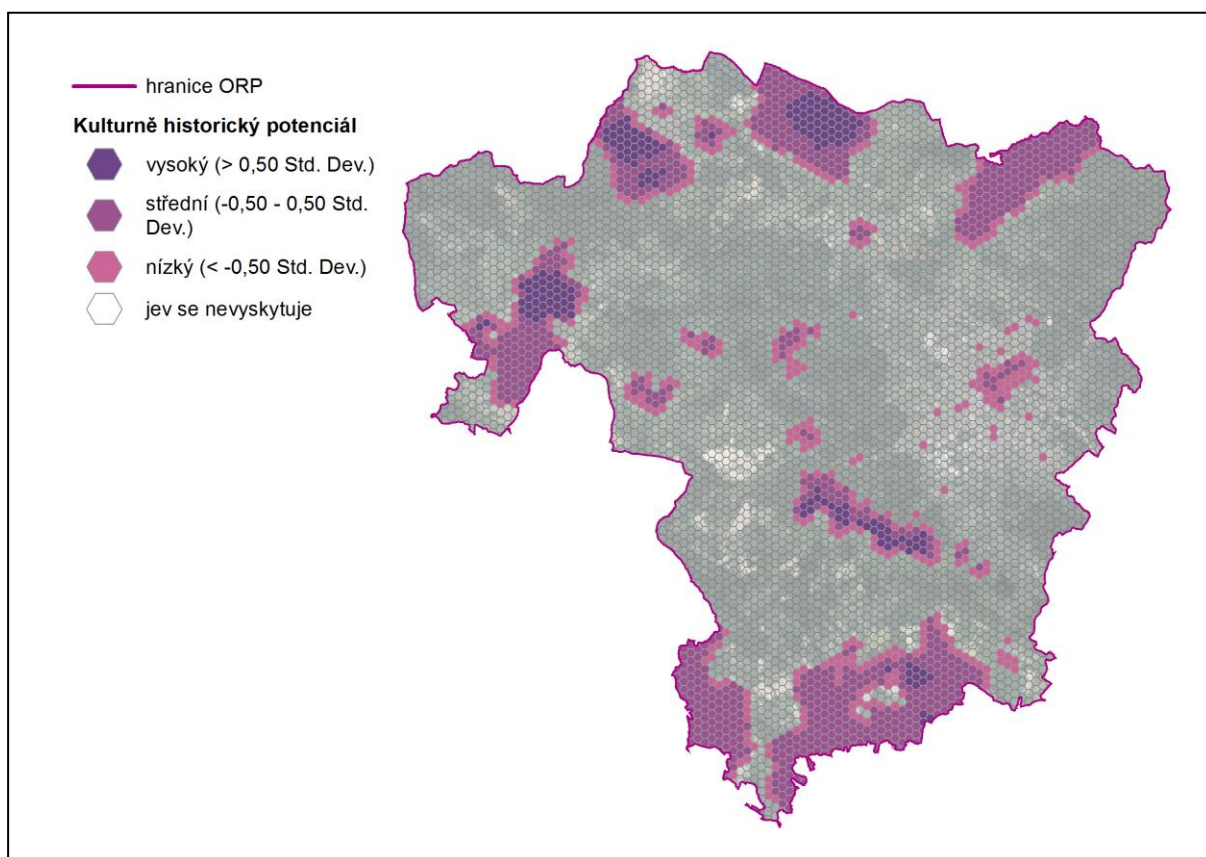 hranice ORP
Kulturně historický potenciál
vysoký (> 0,50 Std. Dev.)
střední (-0,50 - 0,50 Std.
Dev.)
nízký (< -0,50 Std. Dev.)
jev se nevyskytuje